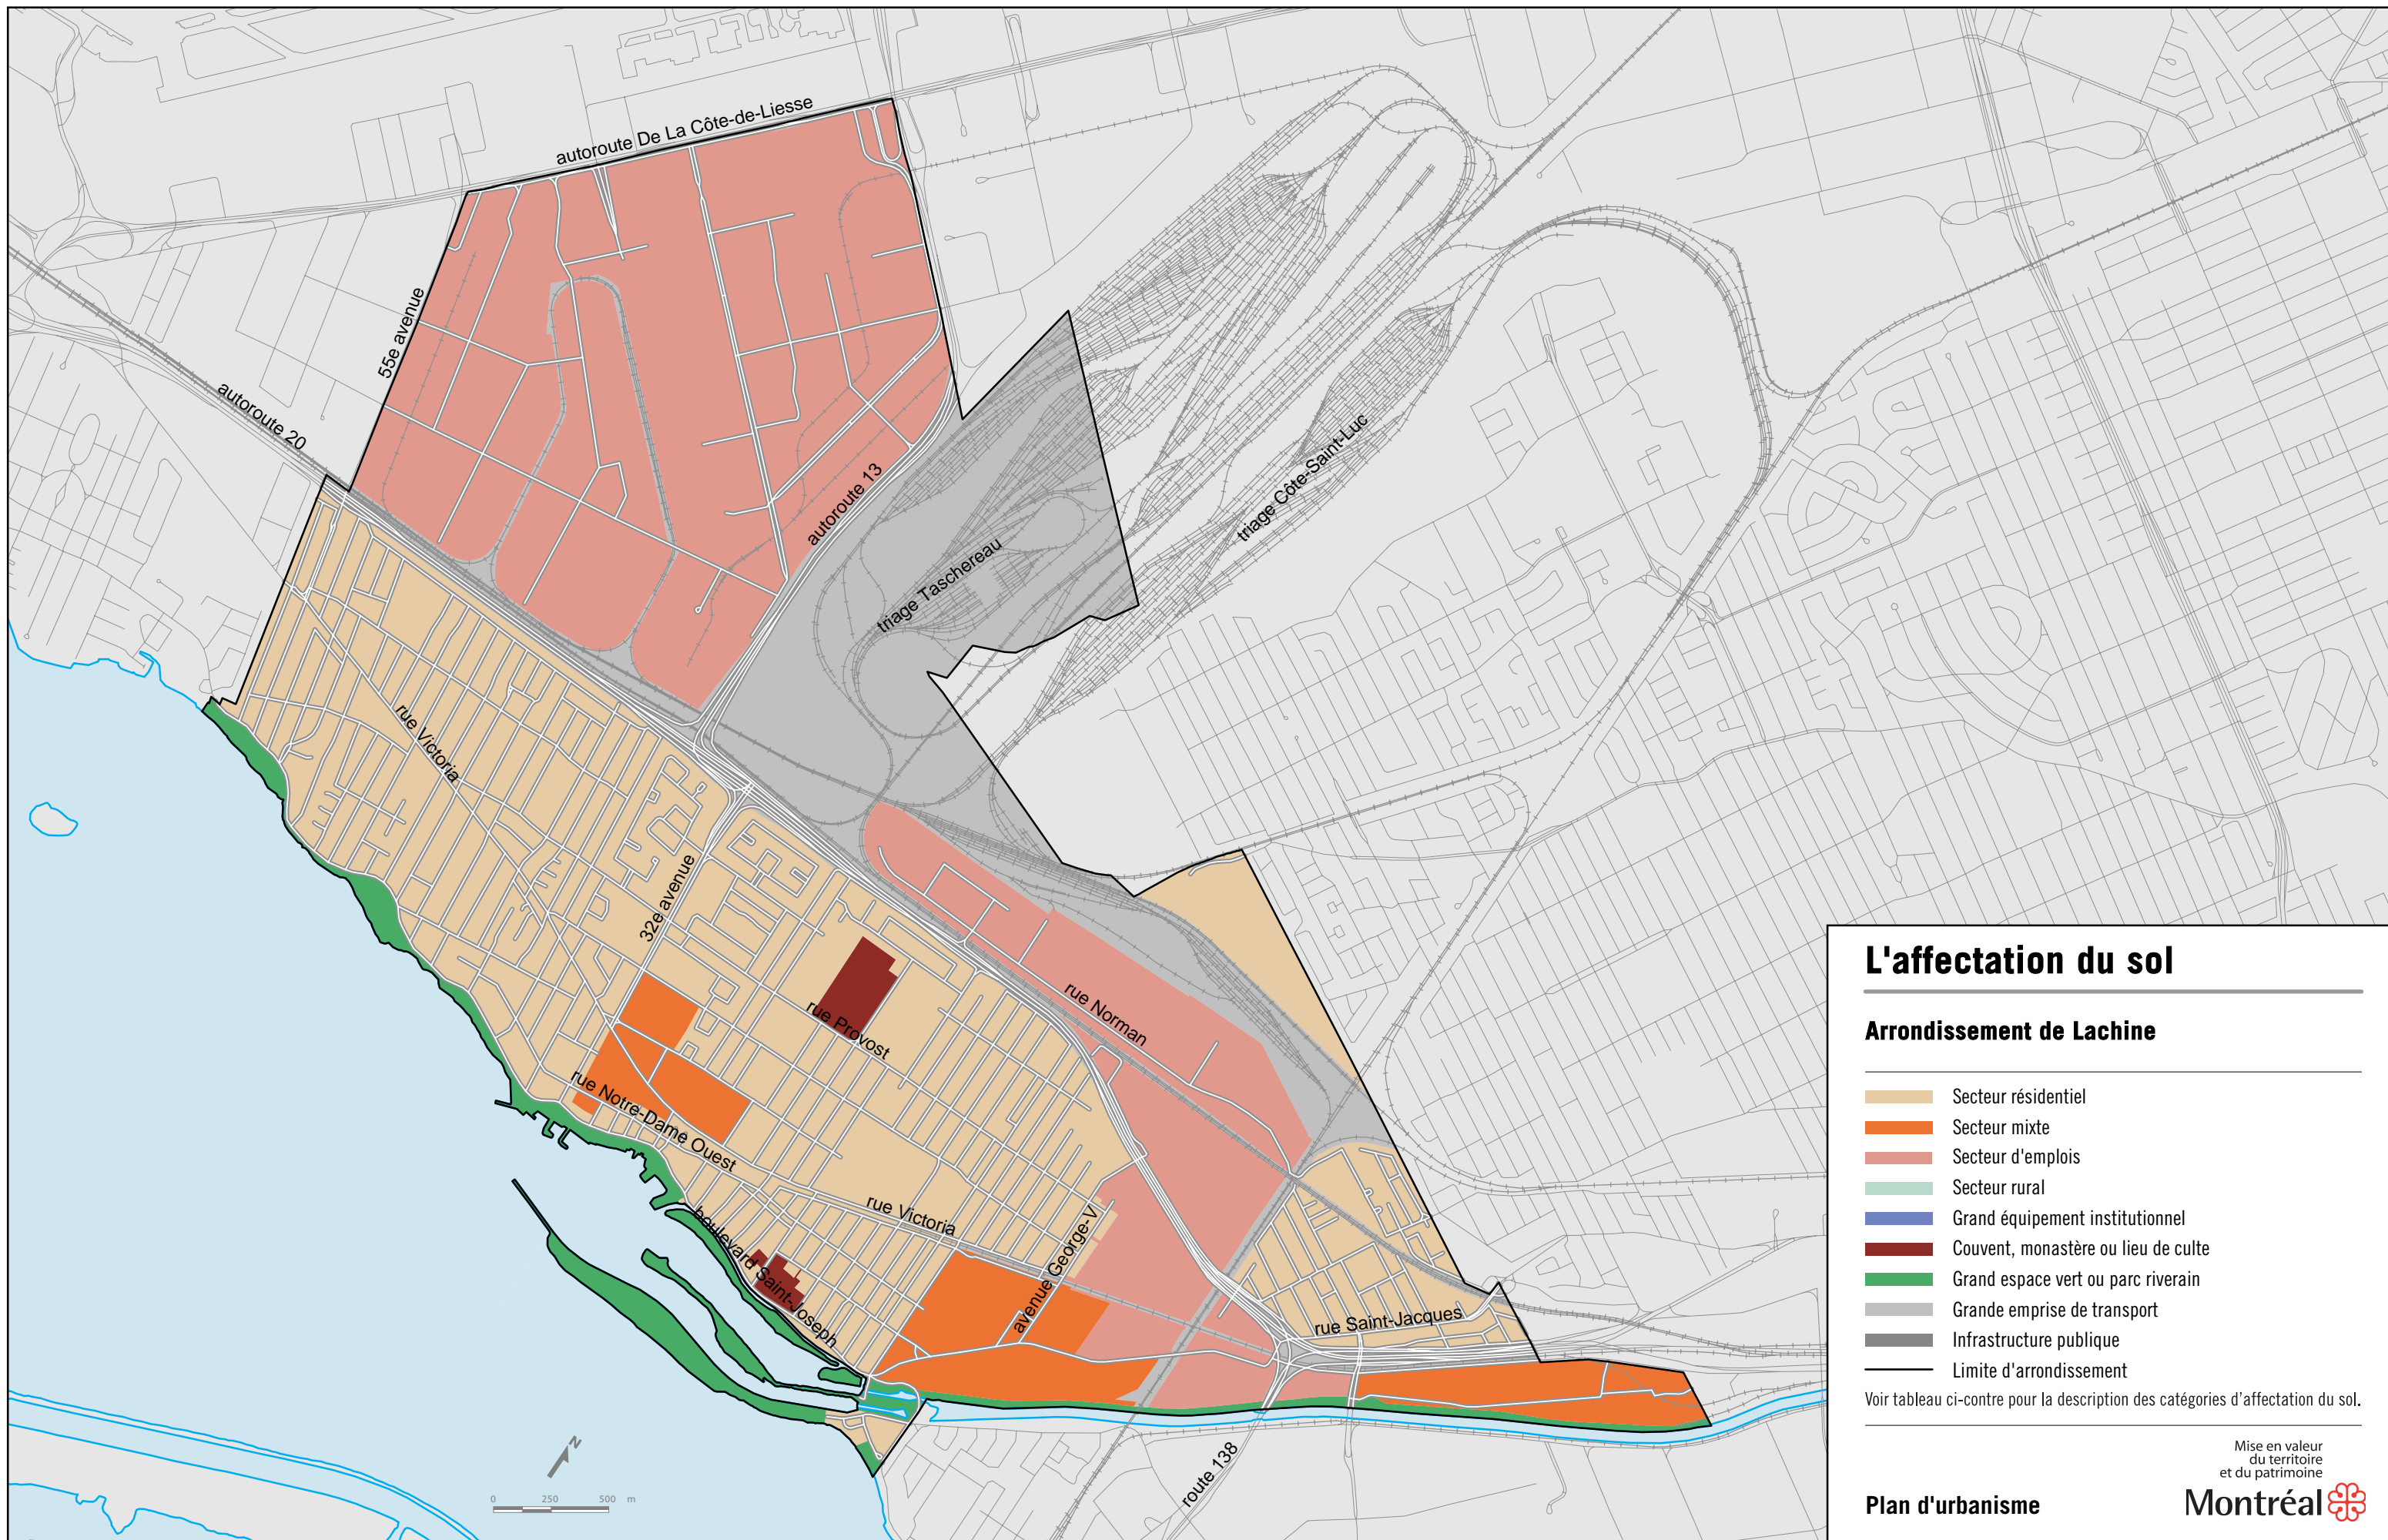 autoroute De La Côte-de-Liesse
55e avenue
autoroute 20
autoroute 13
triage Taschereau
triage Côte-Saint-Luc
rue Victoria
32e avenue
rue Provost
rue Norman
rue Notre-Dame Ouest
rue Victoria
boulevard Saint-Joseph
avenue George-V
rue Saint-Jacques
route 138
N
0 250 500 m
L'affectation du sol
Arrondissement de Lachine
Secteur résidentiel
Secteur mixte
Secteur d'emplois
Secteur rural
Grand équipement institutionnel
Couvent, monastère ou lieu de culte
Grand espace vert ou parc riverain
Grande emprise de transport
Infrastructure publique
Limite d'arrondissement
Voir tableau ci-contre pour la description des catégories d'affectation du sol.
Mise en valeur
du territoire
et du patrimoine
Plan d'urbanisme
Montréal